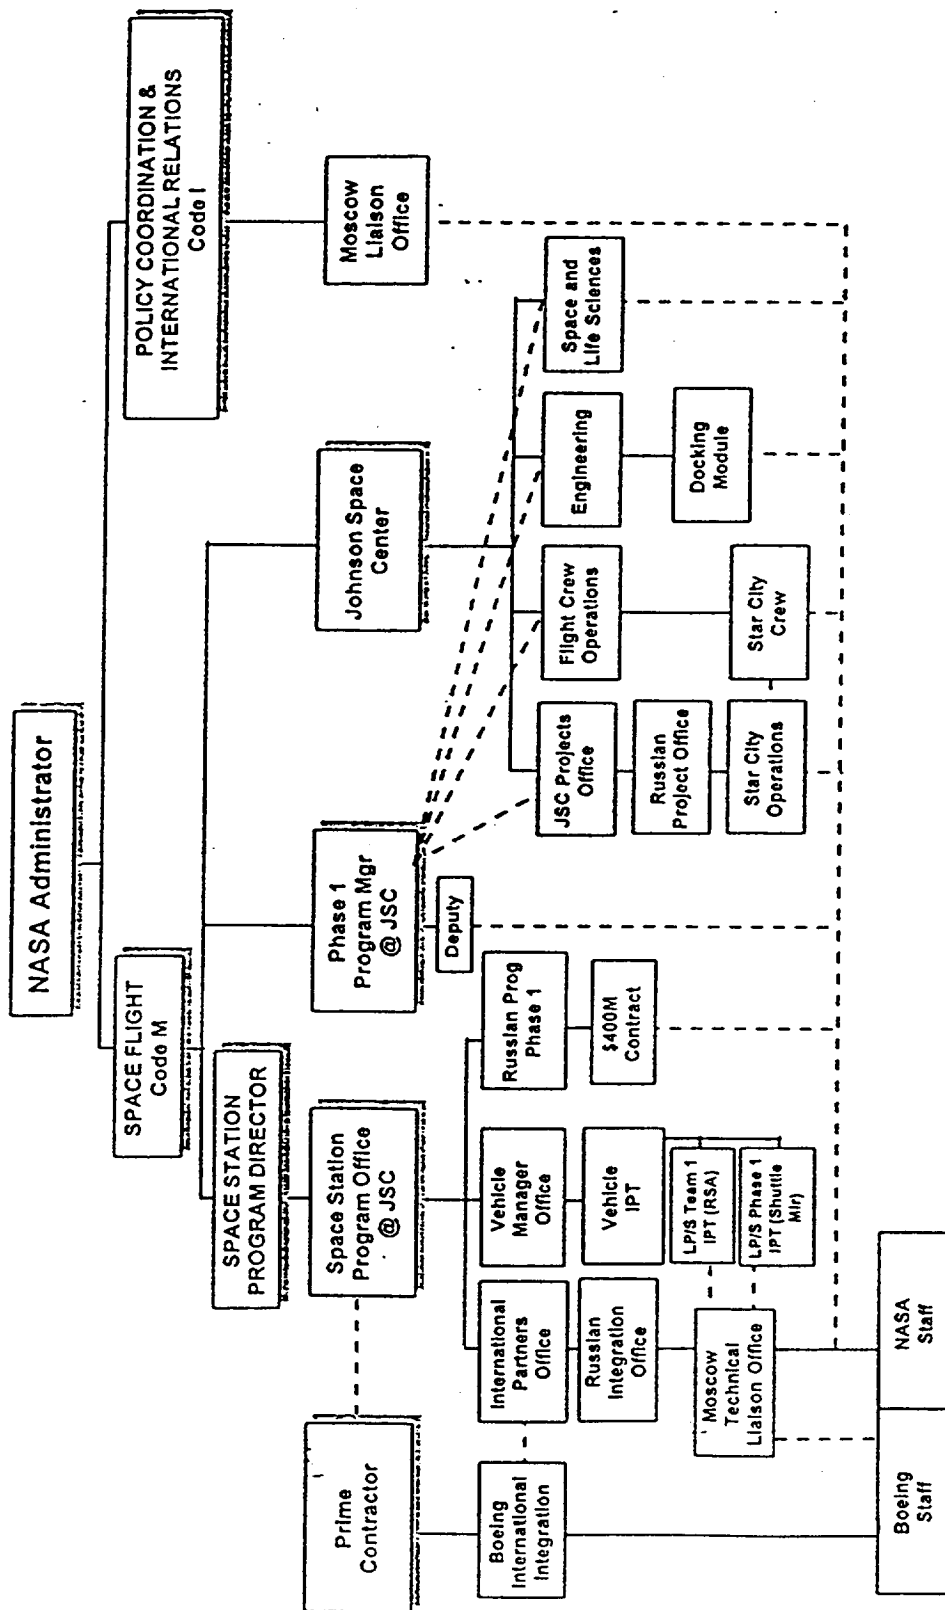 NASA Administrator
SPACE FLIGHT
Code M
POLICY COORDINATION &
INTERNATIONAL RELATIONS
Code I
SPACE STATION
PROGRAM DIRECTOR
Prime
Contractor
Space Station
Program Office
@ JSC
Phase 1
Program Mgr
@ JSC
Johnson Space
Center
Moscow
Liaison
Office
Deputy
Boeing
International
Integration
International
Partners
Office
Vehicle
Manager
Office
Russian Prog
Phase 1
JSC Projects
Office
Flight Crew
Operations
Engineering
Space and
Life Sciences
Russian
Integration
Office
Vehicle
IPT
$400M
Contract
Russian
Project Office
Docking
Module
Moscow
Technical
Liaison Office
LP/S Team 1
IPT (RSA)
LP/S Phase 1
IPT (Shuttle
Mir)
Star City
Operations
Star City
Crew
Boeing
Staff
NASA
Staff